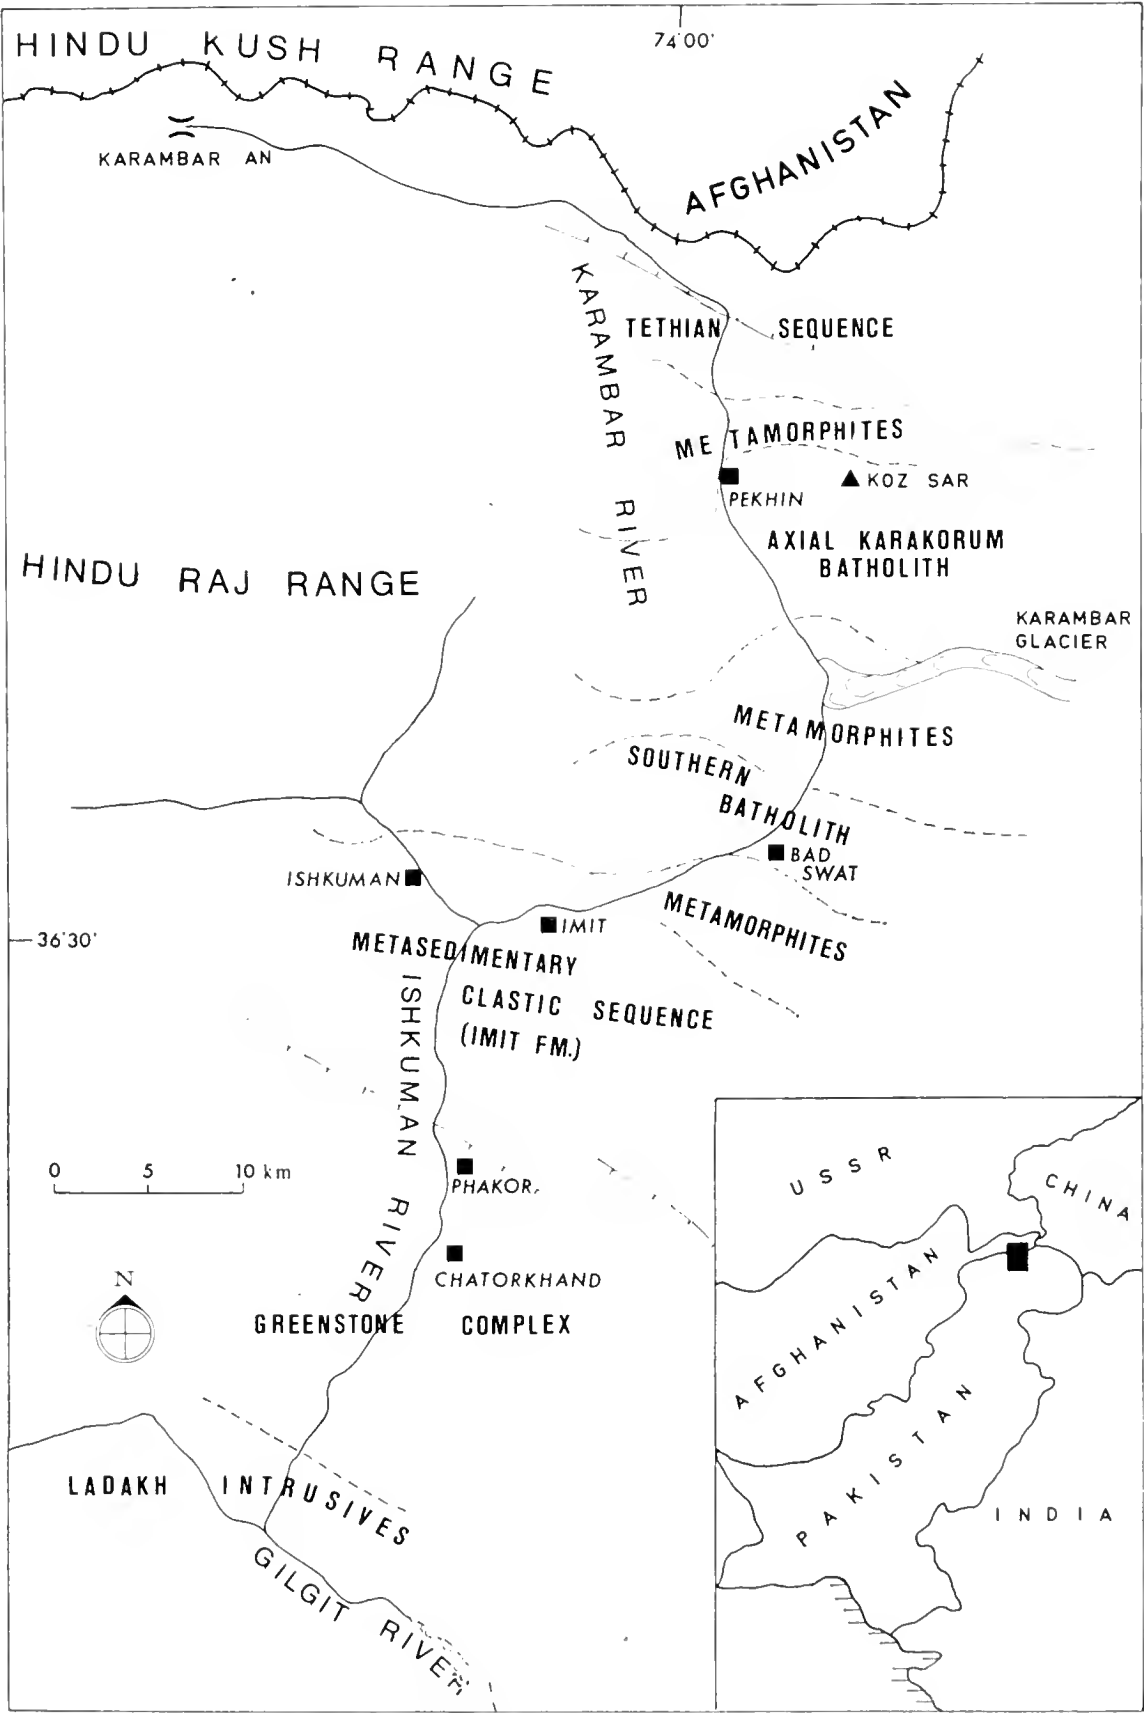 HINDU KUSH RANGE
74°00'
AFGHANISTAN
KARAMBAR AN
KARAMBAR RIVER
TETHIAN SEQUENCE
METAMORPHITES
PEKHIN
KOZ SAR
AXIAL KARAKORUM
BATHOLITH
HINDU RAJ RANGE
KARAMBAR
GLACIER
METAMORPHITES
SOUTHERN
BATHOLITH
BAD
SWAT
ISHKUMAN
IMIT
METAMORPHITES
36°30'
METASEDIMENTARY
CLASTIC SEQUENCE
(IMIT FM.)
ISHKUMAN RIVER
0 5 10 km
PHAKOR
CHATORKHAND
N
GREENSTONE COMPLEX
LADAKH INTRUSIVES
GILGIT RIVER
USSR
CHINA
AFGHANISTAN
PAKISTAN
INDIA